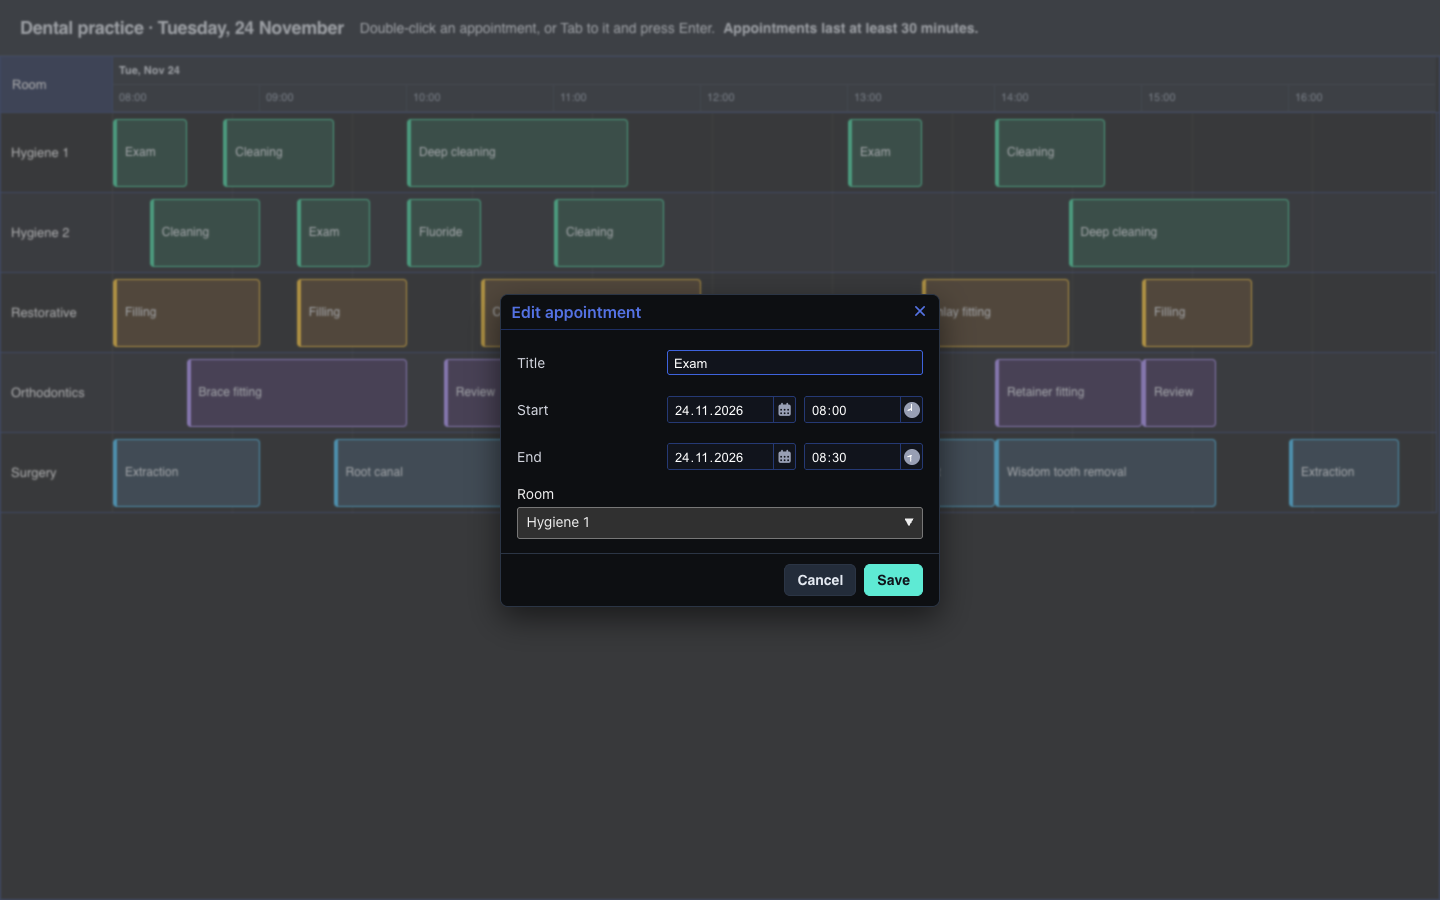 Dental practice · Tuesday, 24 November Double-click an appointment, or Tab to it and press Enter. Appointments last at least 30 minutes.
Room
Tue, Nov 24
08:00 09:00 10:00 11:00 12:00 13:00 14:00 15:00 16:00
Hygiene 1 Exam Cleaning Deep cleaning Exam Cleaning
Hygiene 2 Cleaning Exam Fluoride Cleaning Deep cleaning
Restorative Filling Filling lay fitting Filling
Orthodontics Brace fitting Review Retainer fitting Review
Surgery Extraction Root canal Wisdom tooth removal Extraction
Edit appointment
Title Exam
Start 24.11.2026 08:00
End 24.11.2026 08:30
Room
Hygiene 1
Cancel Save